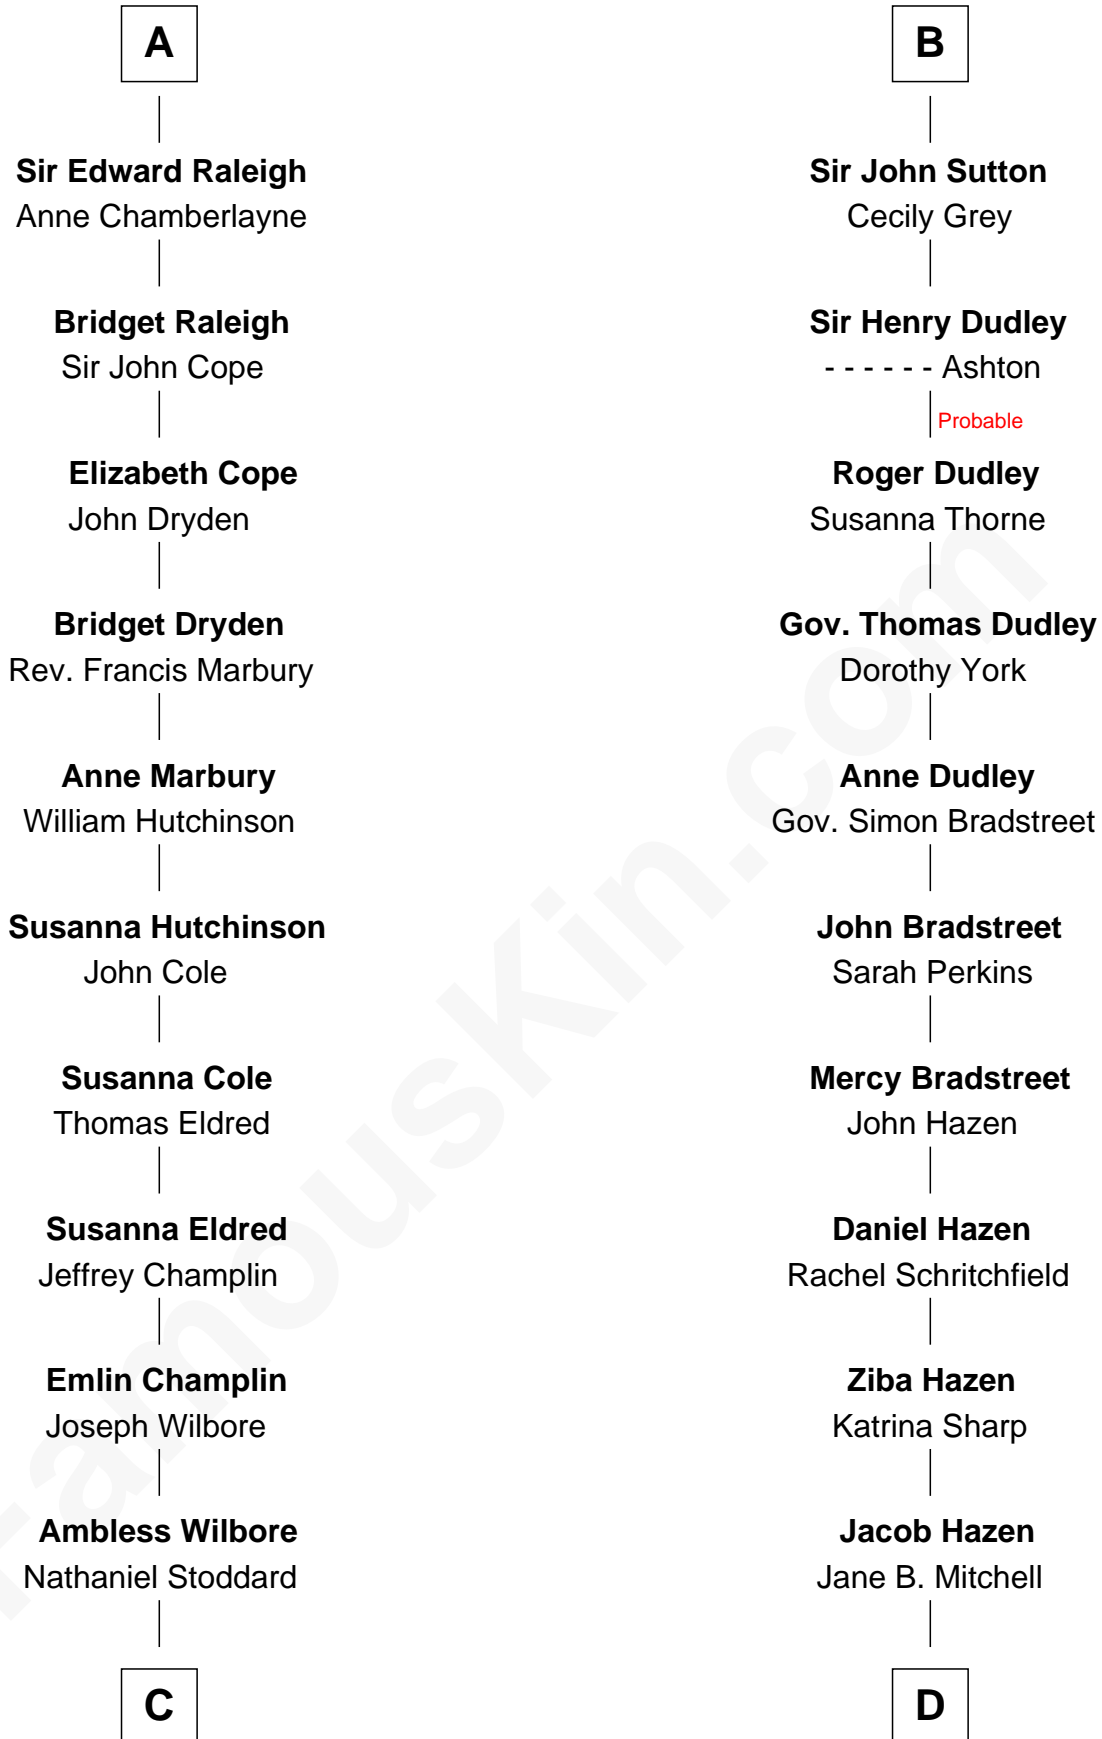 A
Sir Edward Raleigh
Anne Chamberlayne
Bridget Raleigh
Sir John Cope
Elizabeth Cope
John Dryden
Bridget Dryden
Rev. Francis Marbury
Anne Marbury
William Hutchinson
Susanna Hutchinson
John Cole
Susanna Cole
Thomas Eldred
Susanna Eldred
Jeffrey Champlin
Emlin Champlin
Joseph Wilbore
Ambless Wilbore
Nathaniel Stoddard
C
B
Sir John Sutton
Cecily Grey
Sir Henry Dudley
- - - - - - Ashton
Probable
Roger Dudley
Susanna Thorne
Gov. Thomas Dudley
Dorothy York
Anne Dudley
Gov. Simon Bradstreet
John Bradstreet
Sarah Perkins
Mercy Bradstreet
John Hazen
Daniel Hazen
Rachel Schritchfield
Ziba Hazen
Katrina Sharp
Jacob Hazen
Jane B. Mitchell
D
FamousKin.com